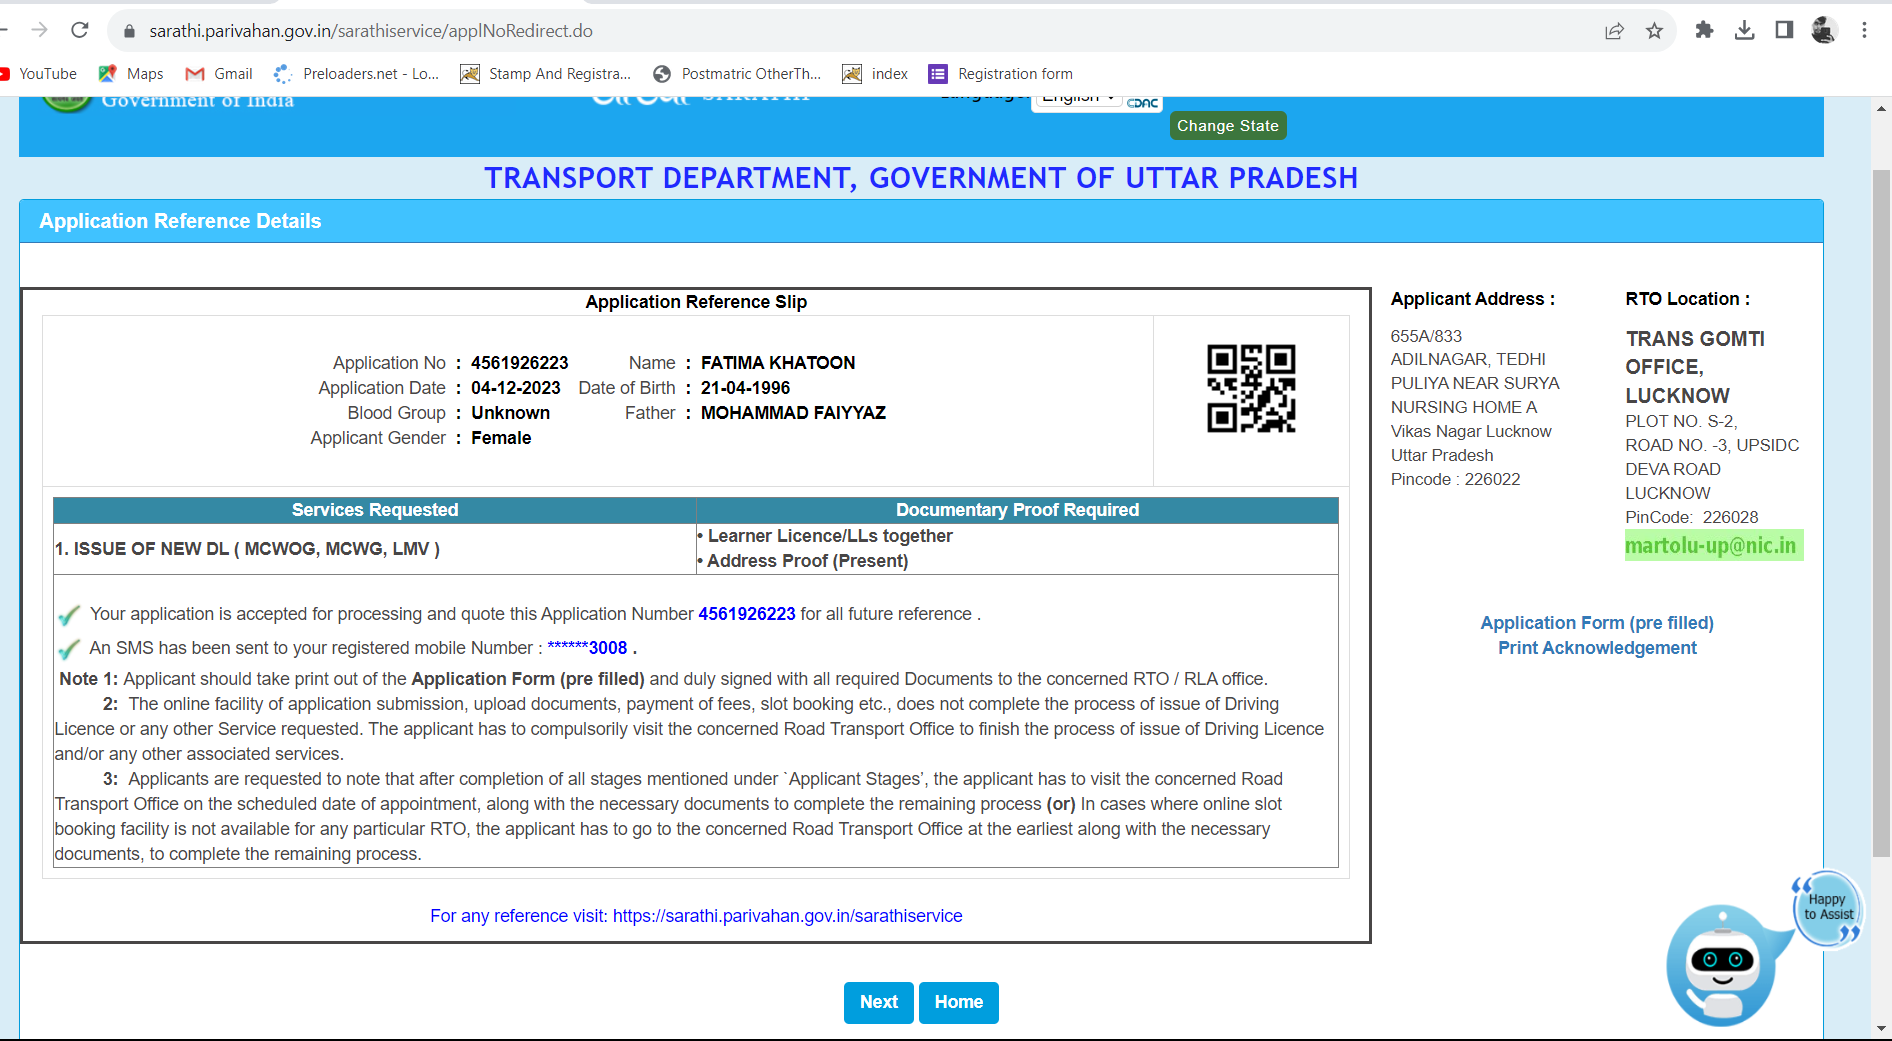 sarathi.parivahan.gov.in/sarathiservice/applNoRedirect.do
YouTube Maps Gmail Preloaders.net - Lo... Stamp And Registra... Postmatric OtherTh... index Registration form
Government of India
English
CDAC
Change State
TRANSPORT DEPARTMENT, GOVERNMENT OF UTTAR PRADESH
Application Reference Details
Application Reference Slip
Application No : 4561926223 Name : FATIMA KHATOON
Application Date : 04-12-2023 Date of Birth : 21-04-1996
Blood Group : Unknown Father : MOHAMMAD FAIYYAZ
Applicant Gender : Female
Services Requested Documentary Proof Required
1. ISSUE OF NEW DL ( MCWOG, MCWG, LMV )
• Learner Licence/LLs together
• Address Proof (Present)
Your application is accepted for processing and quote this Application Number 4561926223 for all future reference .
An SMS has been sent to your registered mobile Number : ******3008 .
Note 1: Applicant should take print out of the Application Form (pre filled) and duly signed with all required Documents to the concerned RTO / RLA office.
2: The online facility of application submission, upload documents, payment of fees, slot booking etc., does not complete the process of issue of Driving
Licence or any other Service requested. The applicant has to compulsorily visit the concerned Road Transport Office to finish the process of issue of Driving Licence
and/or any other associated services.
3: Applicants are requested to note that after completion of all stages mentioned under `Applicant Stages’, the applicant has to visit the concerned Road
Transport Office on the scheduled date of appointment, along with the necessary documents to complete the remaining process (or) In cases where online slot
booking facility is not available for any particular RTO, the applicant has to go to the concerned Road Transport Office at the earliest along with the necessary
documents, to complete the remaining process.
For any reference visit: https://sarathi.parivahan.gov.in/sarathiservice
Applicant Address :
655A/833
ADILNAGAR, TEDHI
PULIYA NEAR SURYA
NURSING HOME A
Vikas Nagar Lucknow
Uttar Pradesh
Pincode : 226022
RTO Location :
TRANS GOMTI
OFFICE,
LUCKNOW
PLOT NO. S-2,
ROAD NO. -3, UPSIDC
DEVA ROAD
LUCKNOW
PinCode: 226028
martolu-up@nic.in
Application Form (pre filled)
Print Acknowledgement
Happy
to Assist
Next Home